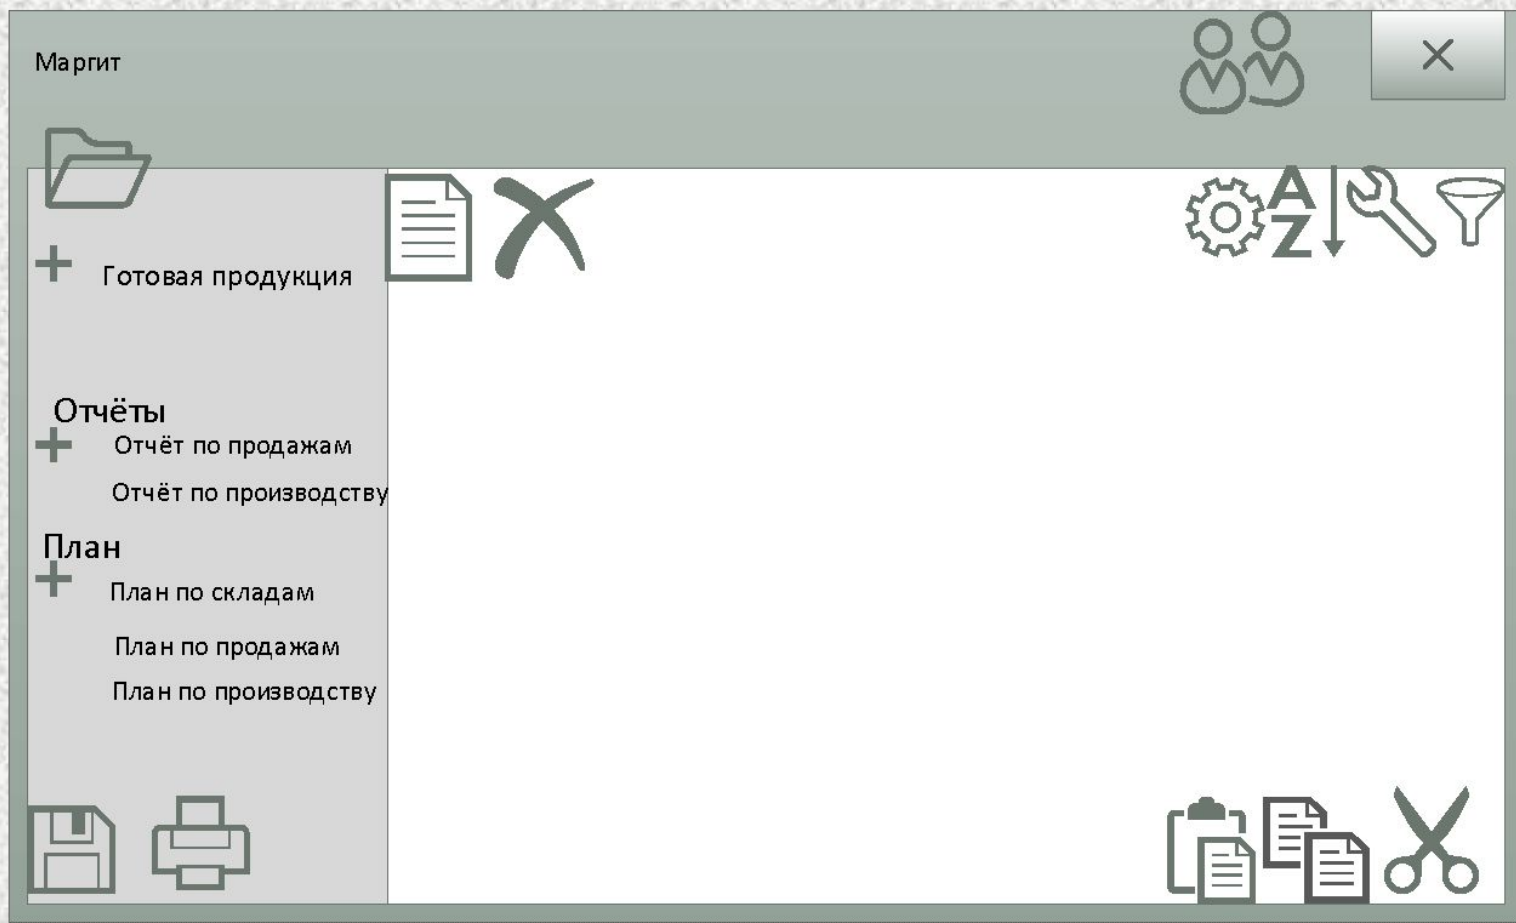 Маргит
Готовая продукция
Отчёты
Отчёт по продажам
Отчёт по производству
План
План по складам
План по продажам
План по производству
A
Z